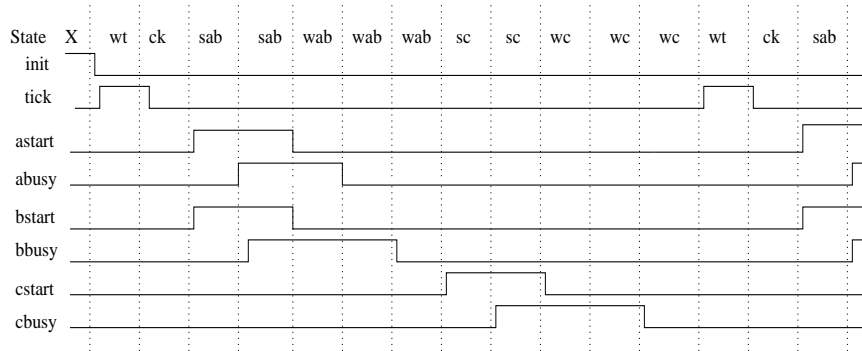 State X wt ck sab sab wab wab wab sc sc wc wc wc wt ck sab
init
tick
astart
abusy
bstart
bbusy
cstart
cbusy